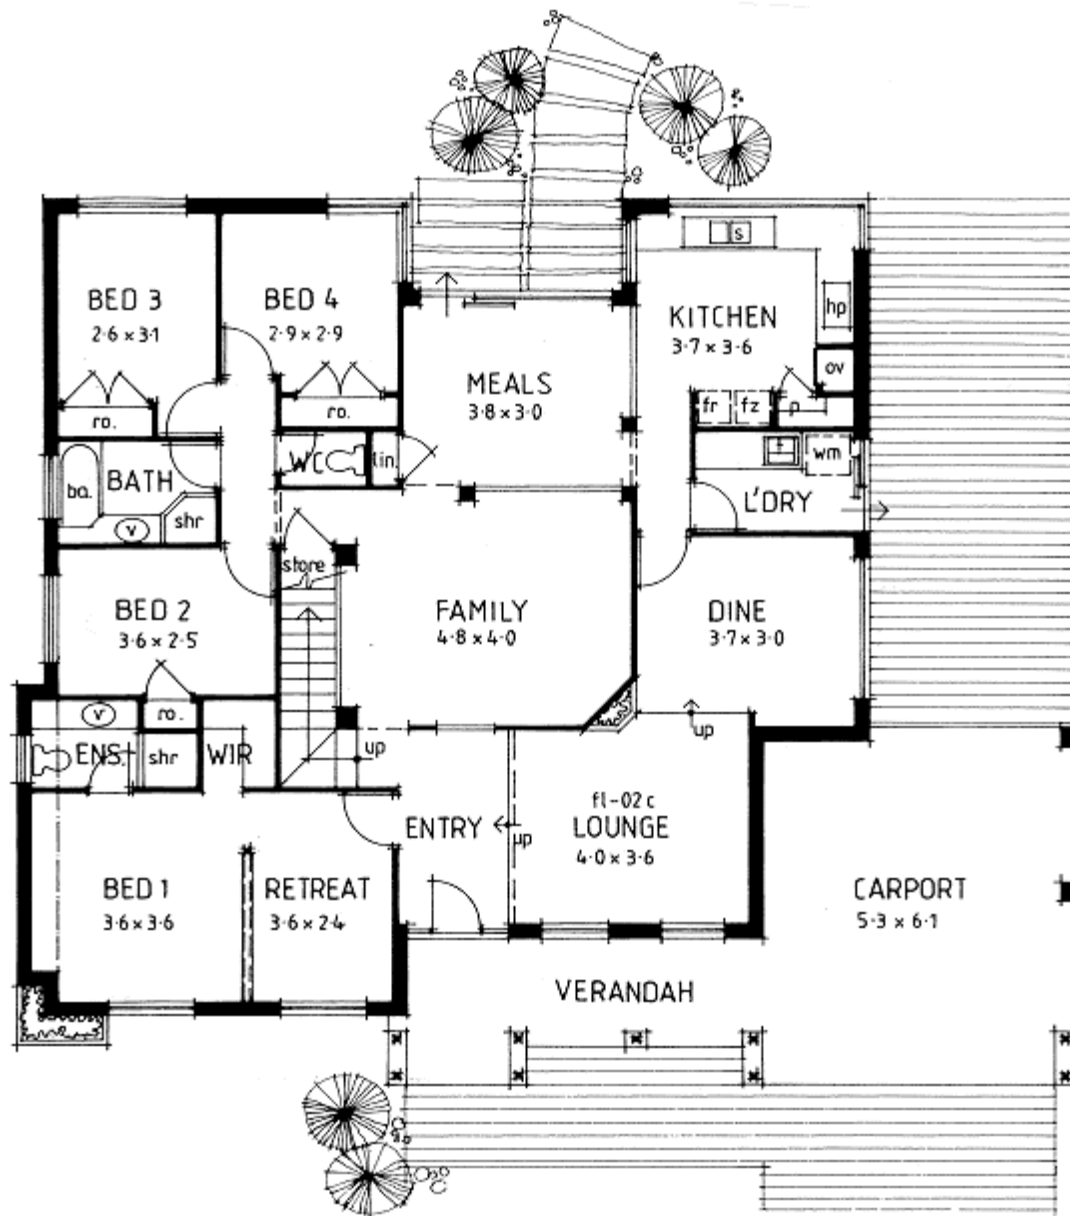 BED 3
2·6 x 3·1
ro.
BED 4
2·9 x 2·9
ro.
MEALS
3·8 x 3·0
KITCHEN
3·7 x 3·6
s
hp
ov
fr
fz
p
ba.
BATH
v
shr
WC
lin.
wm
L'DRY
store
BED 2
3·6 x 2·5
ro.
FAMILY
4·8 x 4·0
DINE
3·7 x 3·0
v
ENS.
shr
WIR
up
up
BED 1
3·6 x 3·6
RETREAT
3·6 x 2·4
ENTRY
up
fl-02 c
LOUNGE
4·0 x 3·6
CARPORT
5·3 x 6·1
VERANDAH